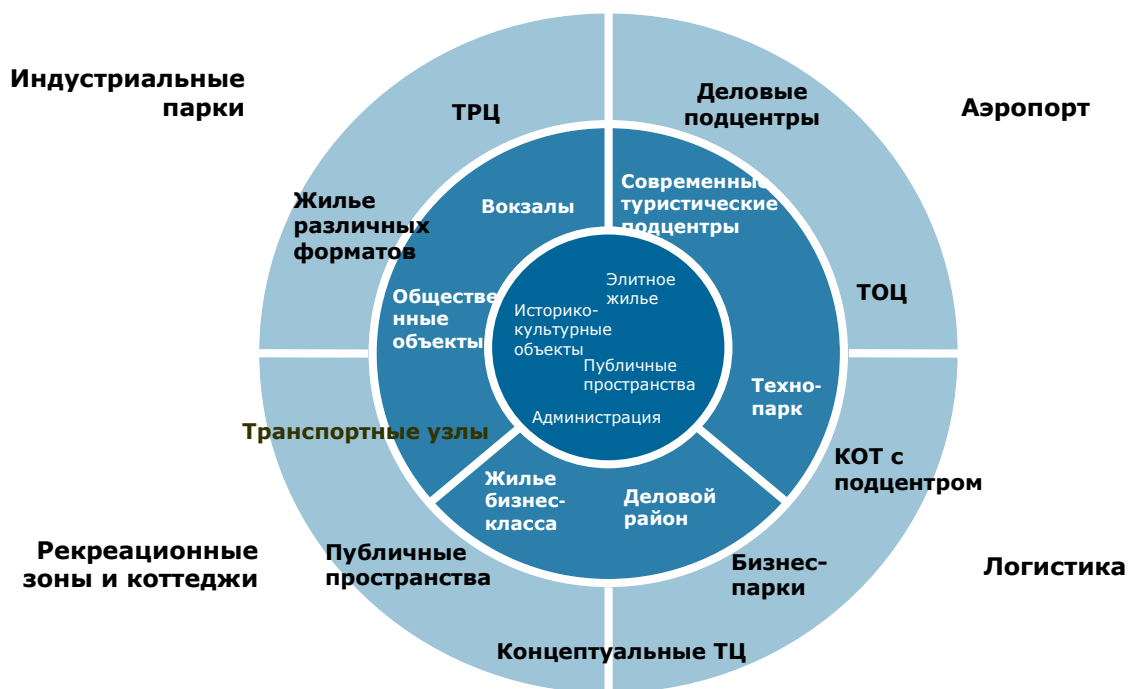 Индустриальные
парки
ТРЦ
Деловые
подцентры
Аэропорт
Жилье
различных
форматов
Вокзалы
Современные
туристические
подцентры
Обществе
нные
объекты
Элитное
жилье
Историко-
культурные
объекты
Публичные
пространства
Администрация
ТОЦ
Техно-
парк
Транспортные узлы
КОТ с
подцентром
Жилье
бизнес-
класса
Деловой
район
Рекреационные
зоны и коттеджи
Публичные
пространства
Бизнес-
парки
Логистика
Концептуальные ТЦ